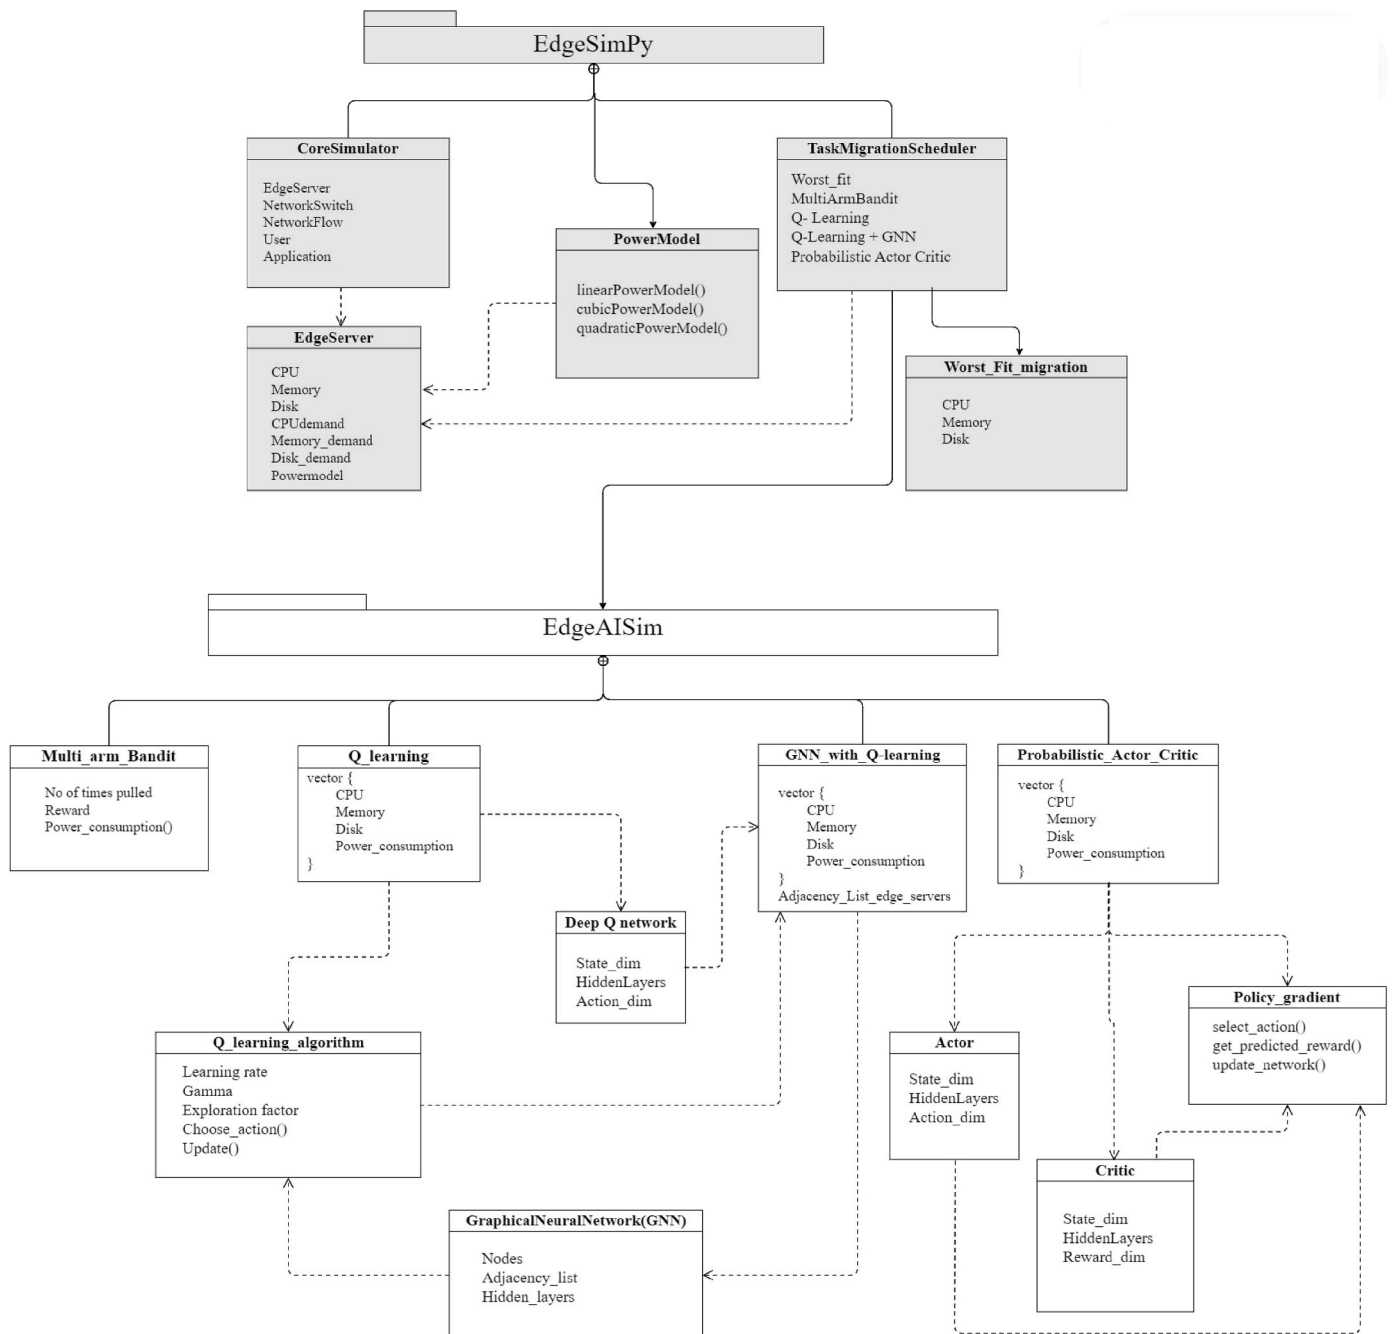 EdgeSimPy
CoreSimulator
EdgeServer
NetworkSwitch
NetworkFlow
User
Application
PowerModel
linearPowerModel()
cubicPowerModel()
quadraticPowerModel()
TaskMigrationScheduler
Worst_fit
MultiArmBandit
Q- Learning
Q-Learning + GNN
Probabilistic Actor Critic
EdgeServer
CPU
Memory
Disk
CPUdemand
Memory_demand
Disk_demand
Powermodel
Worst_Fit_migration
CPU
Memory
Disk
EdgeAISim
Multi_arm_Bandit
No of times pulled
Reward
Power_consumption()
Q_learning
vector {
CPU
Memory
Disk
Power_consumption
}
GNN_with_Q-learning
vector {
CPU
Memory
Disk
Power_consumption
}
Adjacency_List_edge_servers
Probabilistic_Actor_Critic
vector {
CPU
Memory
Disk
Power_consumption
}
Deep Q network
State_dim
HiddenLayers
Action_dim
Policy_gradient
select_action()
get_predicted_reward()
update_network()
Q_learning_algorithm
Learning rate
Gamma
Exploration factor
Choose_action()
Update()
Actor
State_dim
HiddenLayers
Action_dim
Critic
State_dim
HiddenLayers
Reward_dim
GraphicalNeuralNetwork(GNN)
Nodes
Adjacency_list
Hidden_layers